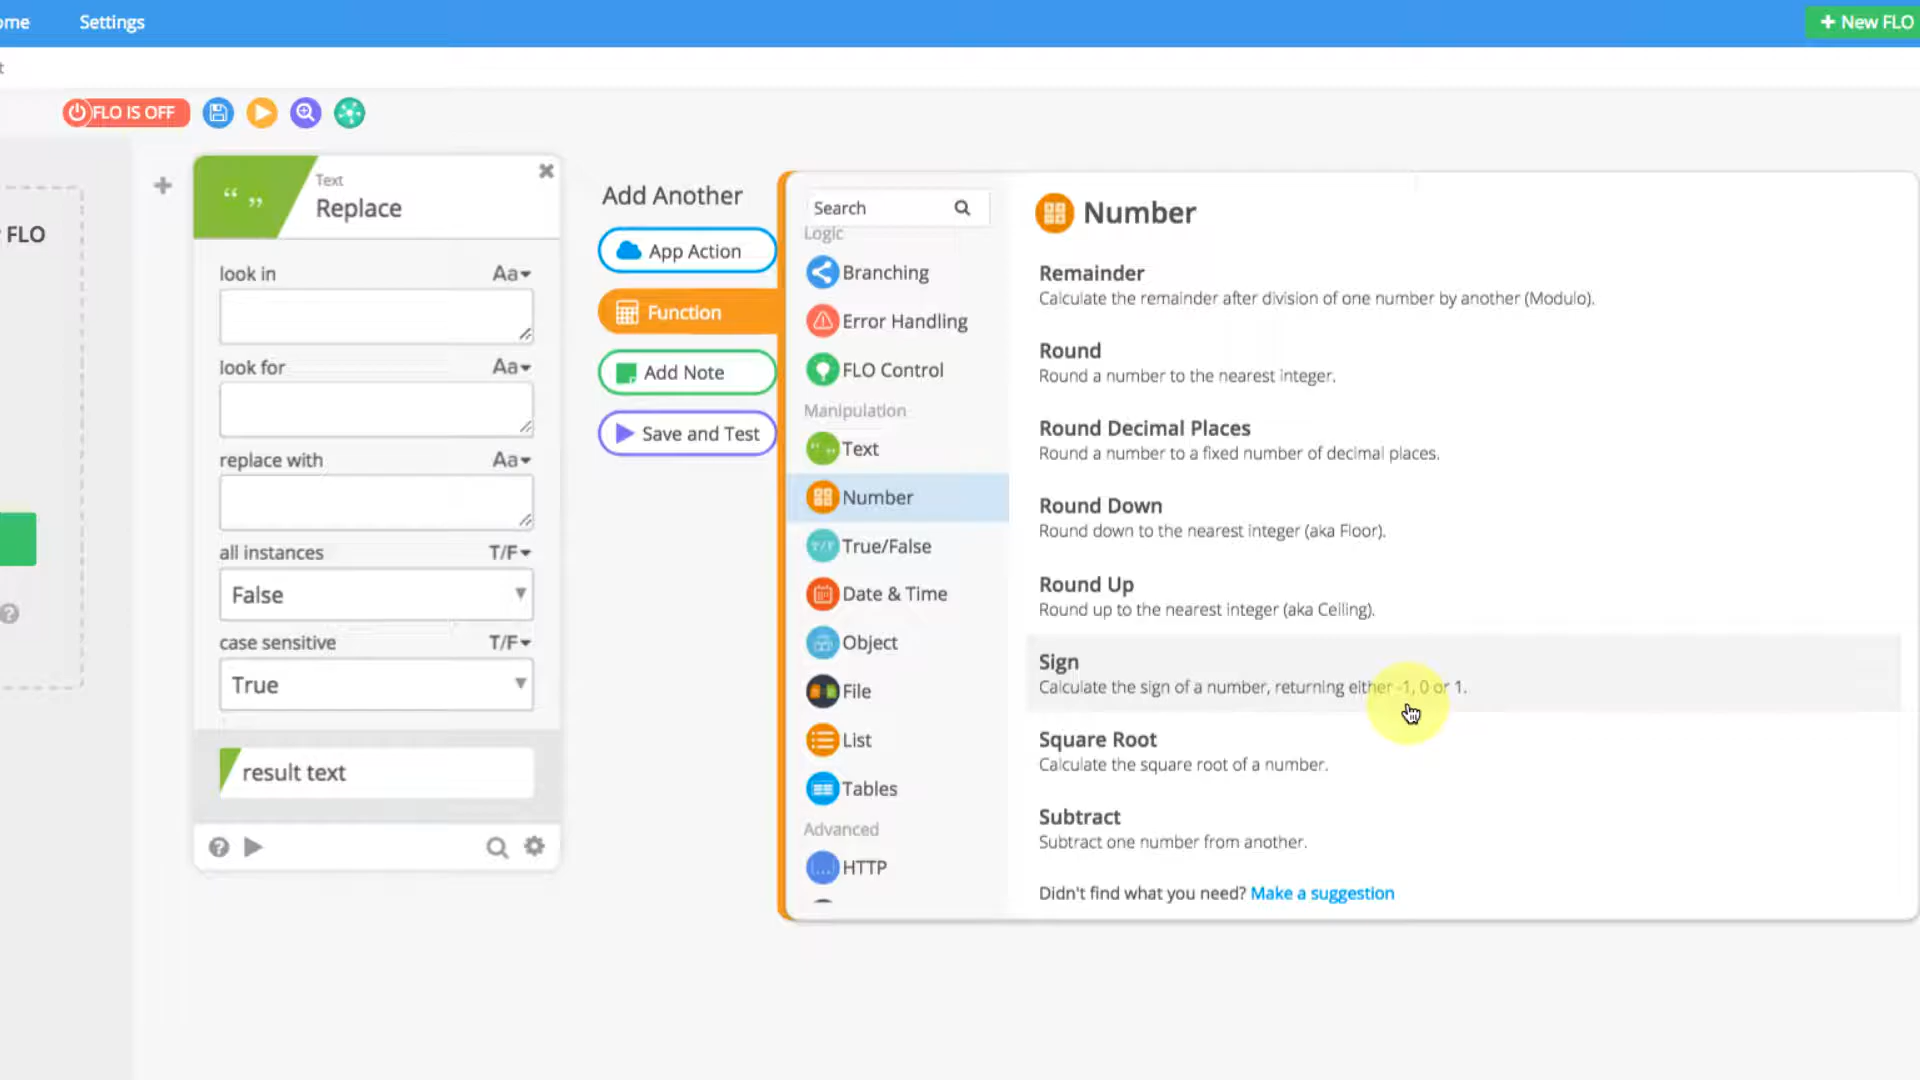 ome
Settings
+ New FLO
t
FLO IS OFF
FLO
Text
Replace
look in
Aa
look for
Aa
replace with
Aa
all instances
T/F
False
case sensitive
T/F
True
result text
Add Another
App Action
Function
Add Note
Save and Test
Search
Logic
Branching
Error Handling
FLO Control
Manipulation
Text
Number
True/False
Date & Time
Object
File
List
Tables
Advanced
HTTP
Number
Remainder
Calculate the remainder after division of one number by another (Modulo).
Round
Round a number to the nearest integer.
Round Decimal Places
Round a number to a fixed number of decimal places.
Round Down
Round down to the nearest integer (aka Floor).
Round Up
Round up to the nearest integer (aka Ceiling).
Sign
Calculate the sign of a number, returning either -1, 0 or 1.
Square Root
Calculate the square root of a number.
Subtract
Subtract one number from another.
Didn't find what you need? Make a suggestion